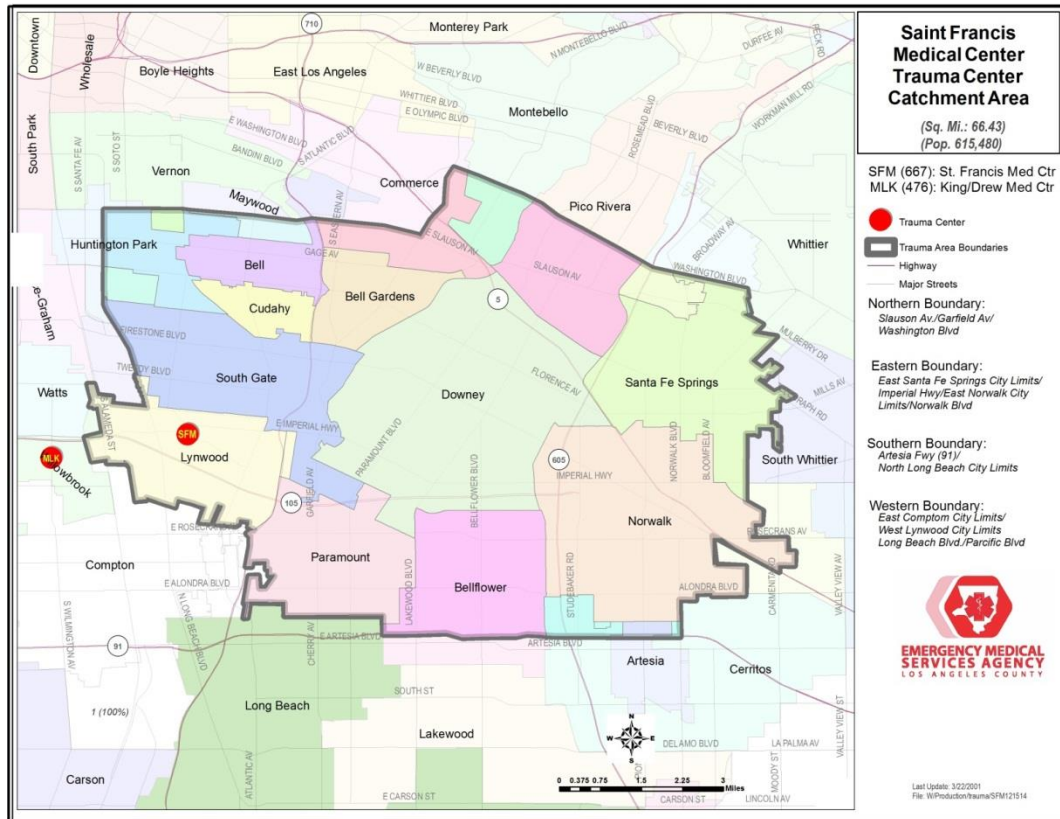 Saint Francis
Medical Center
Trauma Center
Catchment Area
(Sq. Mi.: 66.43)
(Pop. 615,480)
SFM (667): St. Francis Med Ctr
MLK (476): King/Drew Med Ctr
Trauma Center
Trauma Area Boundaries
Highway
Major Streets
Northern Boundary:
Slauson Av./Garfield Av/
Washington Blvd
Eastern Boundary:
East Santa Fe Springs City Limits/
Imperial Hwy/East Norwalk City
Limits/Norwalk Blvd
Southern Boundary:
Artesia Fwy (91)/
North Long Beach City Limits
Western Boundary:
East Comptom City Limits/
West Lynwood City Limits
Long Beach Blvd./Parcific Blvd
EMERGENCY MEDICAL
SERVICES AGENCY
LOS ANGELES COUNTY
Last Update: 3/22/2001
File: W/Production/trauma/SFM121514
Downtown
Wholesale
710
Monterey Park
N MONTEBELLO BLVD
DURFEE AV
PECK RD
Boyle Heights
East Los Angeles
W BEVERLY BLVD
WHITTIER BLVD
E OLYMPIC BLVD
Montebello
ROSEMEAD BLVD
BEVERLY BLVD
WORKMAN MILL RD
South Park
S SANTA FE AV
S SOTO ST
E WASHINGTON BLVD
BANDINI BLVD
S ATLANTIC BLVD
Vernon
Maywood
Commerce
S EASTERN AV
Pico Rivera
BROADWAY AV
Whittier
Huntington Park
Bell
GAGE AV
E SLAUSON AV
SLAUSON AV
WASHINGTON BLVD
Cudahy
Bell Gardens
5
FIRESTONE BLVD
TWEEDY BLVD
South Gate
Downey
FLORENCE AV
Santa Fe Springs
MULBERRY DR
MILLS AV
Watts
S ALAMEDA ST
SFM
Lynwood
E IMPERIAL HWY
PARAMOUNT BLVD
MLK
605
IMPERIAL HWY
NORWALK BLVD
BLOOMFIELD AV
South Whittier
105
GARFIELD AV
BELLFLOWER BLVD
Norwalk
Compton
Paramount
E ALONDRA BLVD
LAKEWOOD BLVD
Bellflower
STUDEBAKER RD
ALONDRA BLVD
VALLEY VIEW AV
S WILMINGTON AV
N LONG BEACH BLVD
91
CHERRY AV
E ARTESIA BLVD
ARTESIA BLVD
Artesia
Cerritos
1 (100%)
Long Beach
SOUTH ST
Lakewood
N
W
E
S
DEL AMO BLVD
LA PALMA AV
VALLEY VIEW ST
MOODY ST
Carson
ATLANTIC AV
E CARSON ST
CARSON ST
LINCOLN AV
0 0.375 0.75 1.5 2.25 3
Miles